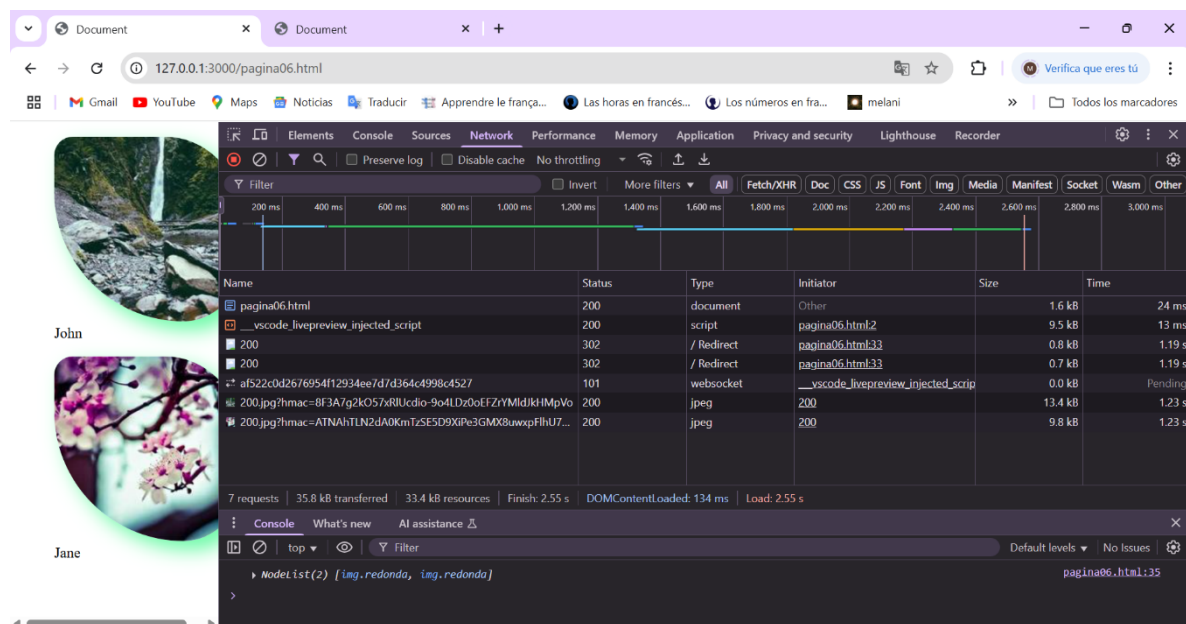 Document Document
127.0.0.1:3000/pagina06.html Verifica que eres tú
Gmail YouTube Maps Noticias Traducir Apprendre le frança... Las horas en francés... Los números en fra... melani » Todos los marcadores
Elements Console Sources Network Performance Memory Application Privacy and security Lighthouse Recorder
Preserve log Disable cache No throttling
Filter Invert More filters All Fetch/XHR Doc CSS JS Font Img Media Manifest Socket Wasm Other
200 ms 400 ms 600 ms 800 ms 1,000 ms 1,200 ms 1,400 ms 1,600 ms 1,800 ms 2,000 ms 2,200 ms 2,400 ms 2,600 ms 2,800 ms 3,000 ms
Name Status Type Initiator Size Time
pagina06.html 200 document Other 1.6 kB 24 ms
__vscode_livepreview_injected_script 200 script pagina06.html:2 9.5 kB 13 ms
200 302 / Redirect pagina06.html:33 0.8 kB 1.19 s
200 302 / Redirect pagina06.html:33 0.7 kB 1.19 s
af522c0d2676954f12934ee7d7d364c4998c4527 101 websocket __vscode_livepreview_injected_scrip 0.0 kB Pending
200.jpg?hmac=8F3A7g2kO57xRlUcdio-9o4LDz0oEFZrYMldJkHMpVo 200 jpeg 200 13.4 kB 1.23 s
200.jpg?hmac=ATNAhTLN2dA0KmTzSE5D9XiPe3GMX8uwxpFlhU7... 200 jpeg 200 9.8 kB 1.23 s
7 requests 35.8 kB transferred 33.4 kB resources Finish: 2.55 s DOMContentLoaded: 134 ms Load: 2.55 s
Console What's new AI assistance
top Filter Default levels No Issues
NodeList(2) [img.redonda, img.redonda] pagina06.html:35
John
Jane